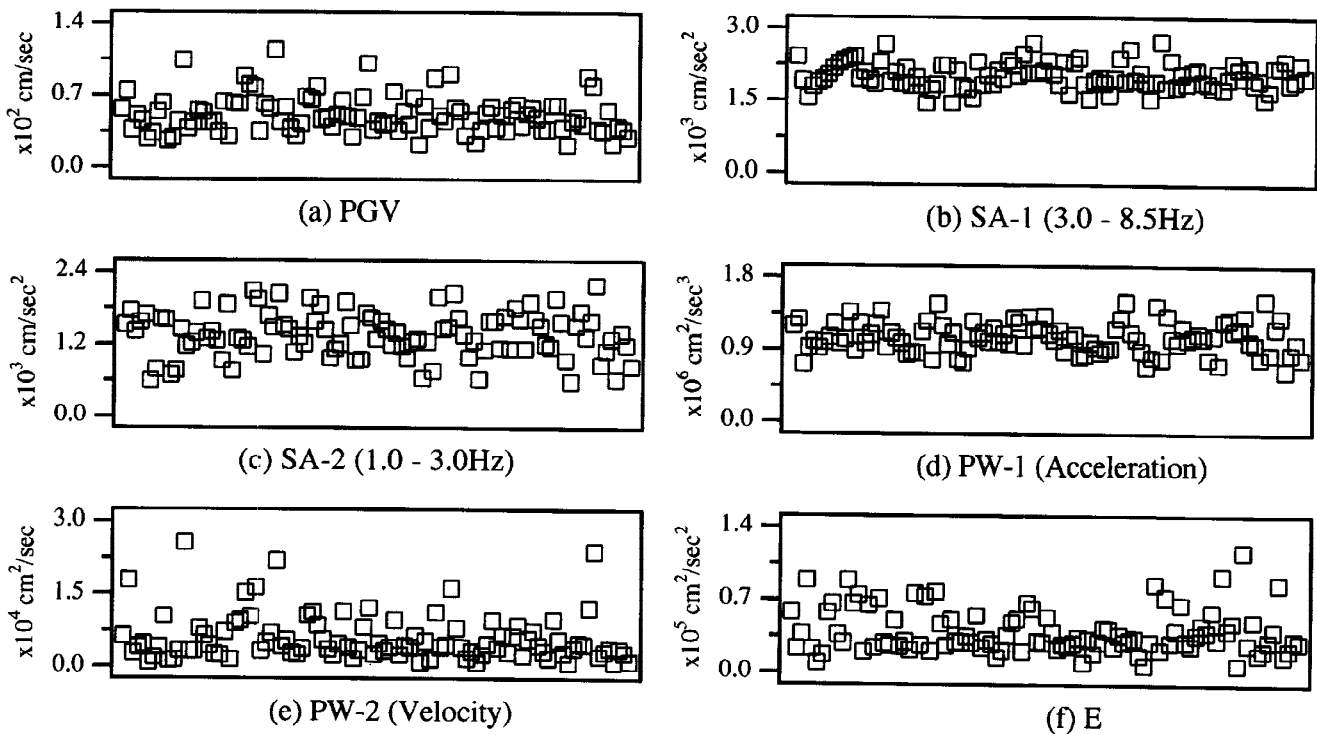 1.4
0.7
0.0
x10² cm/sec
(a) PGV
3.0
1.5
0.0
x10³ cm/sec²
(b) SA-1 (3.0 - 8.5Hz)
2.4
1.2
0.0
x10³ cm/sec²
(c) SA-2 (1.0 - 3.0Hz)
1.8
0.9
0.0
x10⁶ cm²/sec³
(d) PW-1 (Acceleration)
3.0
1.5
0.0
x10⁴ cm²/sec
(e) PW-2 (Velocity)
1.4
0.7
0.0
x10⁵ cm²/sec²
(f) E